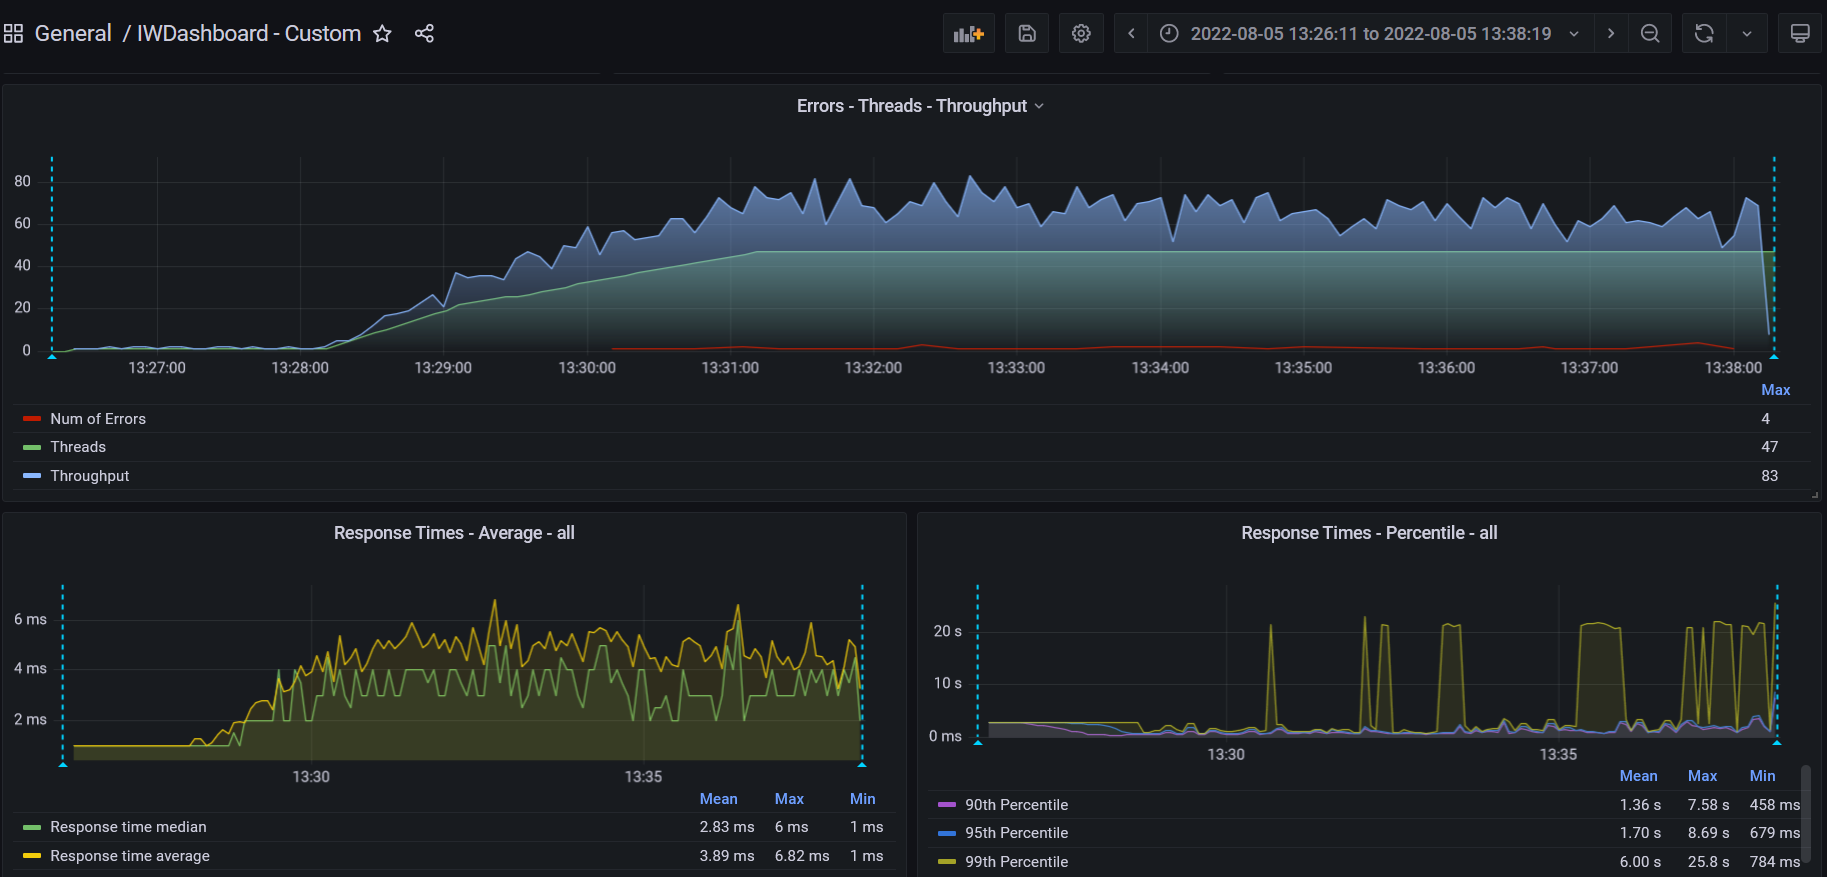 General / IWDashboard - Custom
2022-08-05 13:26:11 to 2022-08-05 13:38:19
Errors - Threads - Throughput
80
60
40
20
0
13:27:00 13:28:00 13:29:00 13:30:00 13:31:00 13:32:00 13:33:00 13:34:00 13:35:00 13:36:00 13:37:00 13:38:00
Max
Num of Errors 4
Threads 47
Throughput 83
Response Times - Average - all
6 ms
4 ms
2 ms
13:30 13:35
Mean Max Min
Response time median 2.83 ms 6 ms 1 ms
Response time average 3.89 ms 6.82 ms 1 ms
Response Times - Percentile - all
20 s
10 s
0 ms
13:30 13:35
Mean Max Min
90th Percentile 1.36 s 7.58 s 458 ms
95th Percentile 1.70 s 8.69 s 679 ms
99th Percentile 6.00 s 25.8 s 784 ms